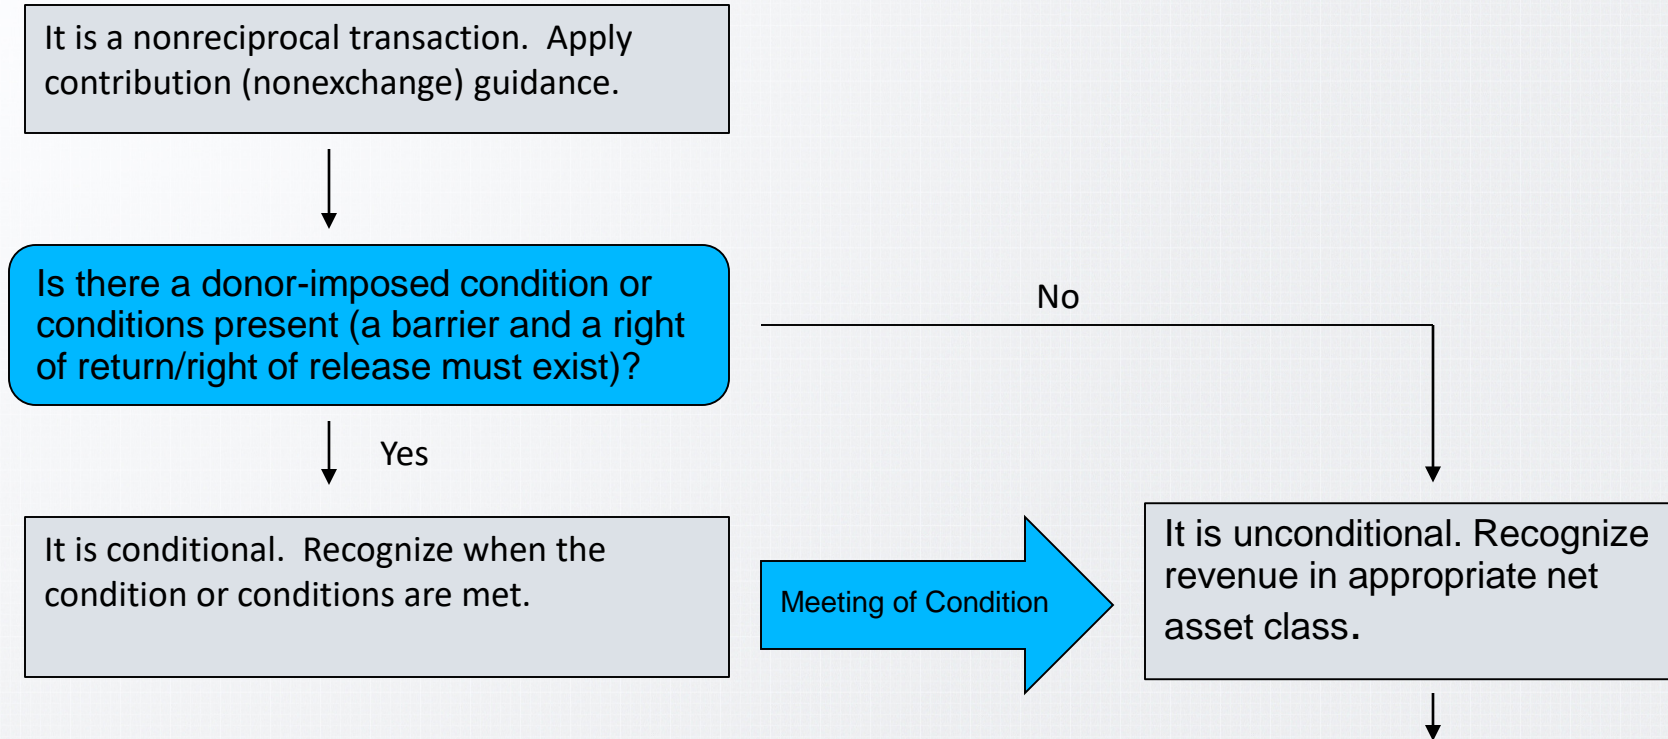 It is a nonreciprocal transaction.  Apply
contribution (nonexchange) guidance.
Is there a donor-imposed condition or
conditions present (a barrier and a right
of return/right of release must exist)?
No
Yes
It is conditional.  Recognize when the
condition or conditions are met.
Meeting of Condition
It is unconditional. Recognize
revenue in appropriate net
asset class.